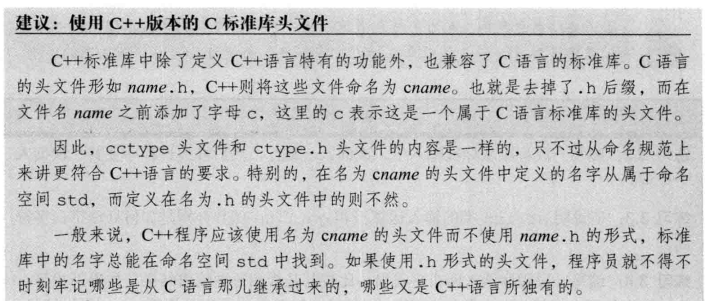 建议：使用 C++版本的 C 标准库头文件
C++标准库中除了定义 C++语言特有的功能外，也兼容了 C 语言的标准库。C 语言
的头文件形如 name.h，C++则将这些文件命名为 cname。也就是去掉了.h 后缀，而在
文件名 name 之前添加了字母 c，这里的 c 表示这是一个属于 C 语言标准库的头文件。
因此，cctype 头文件和 ctype.h 头文件的内容是一样的，只不过从命名规范上
来讲更符合 C++语言的要求。特别的，在名为 cname 的头文件中定义的名字从属于命名
空间 std，而定义在名为.h 的头文件中的则不然。
一般来说，C++程序应该使用名为 cname 的头文件而不使用 name.h 的形式，标准
库中的名字总能在命名空间 std 中找到。如果使用.h 形式的头文件，程序员就不得不
时刻牢记哪些是从 C 语言那儿继承过来的，哪些又是 C++语言所独有的。